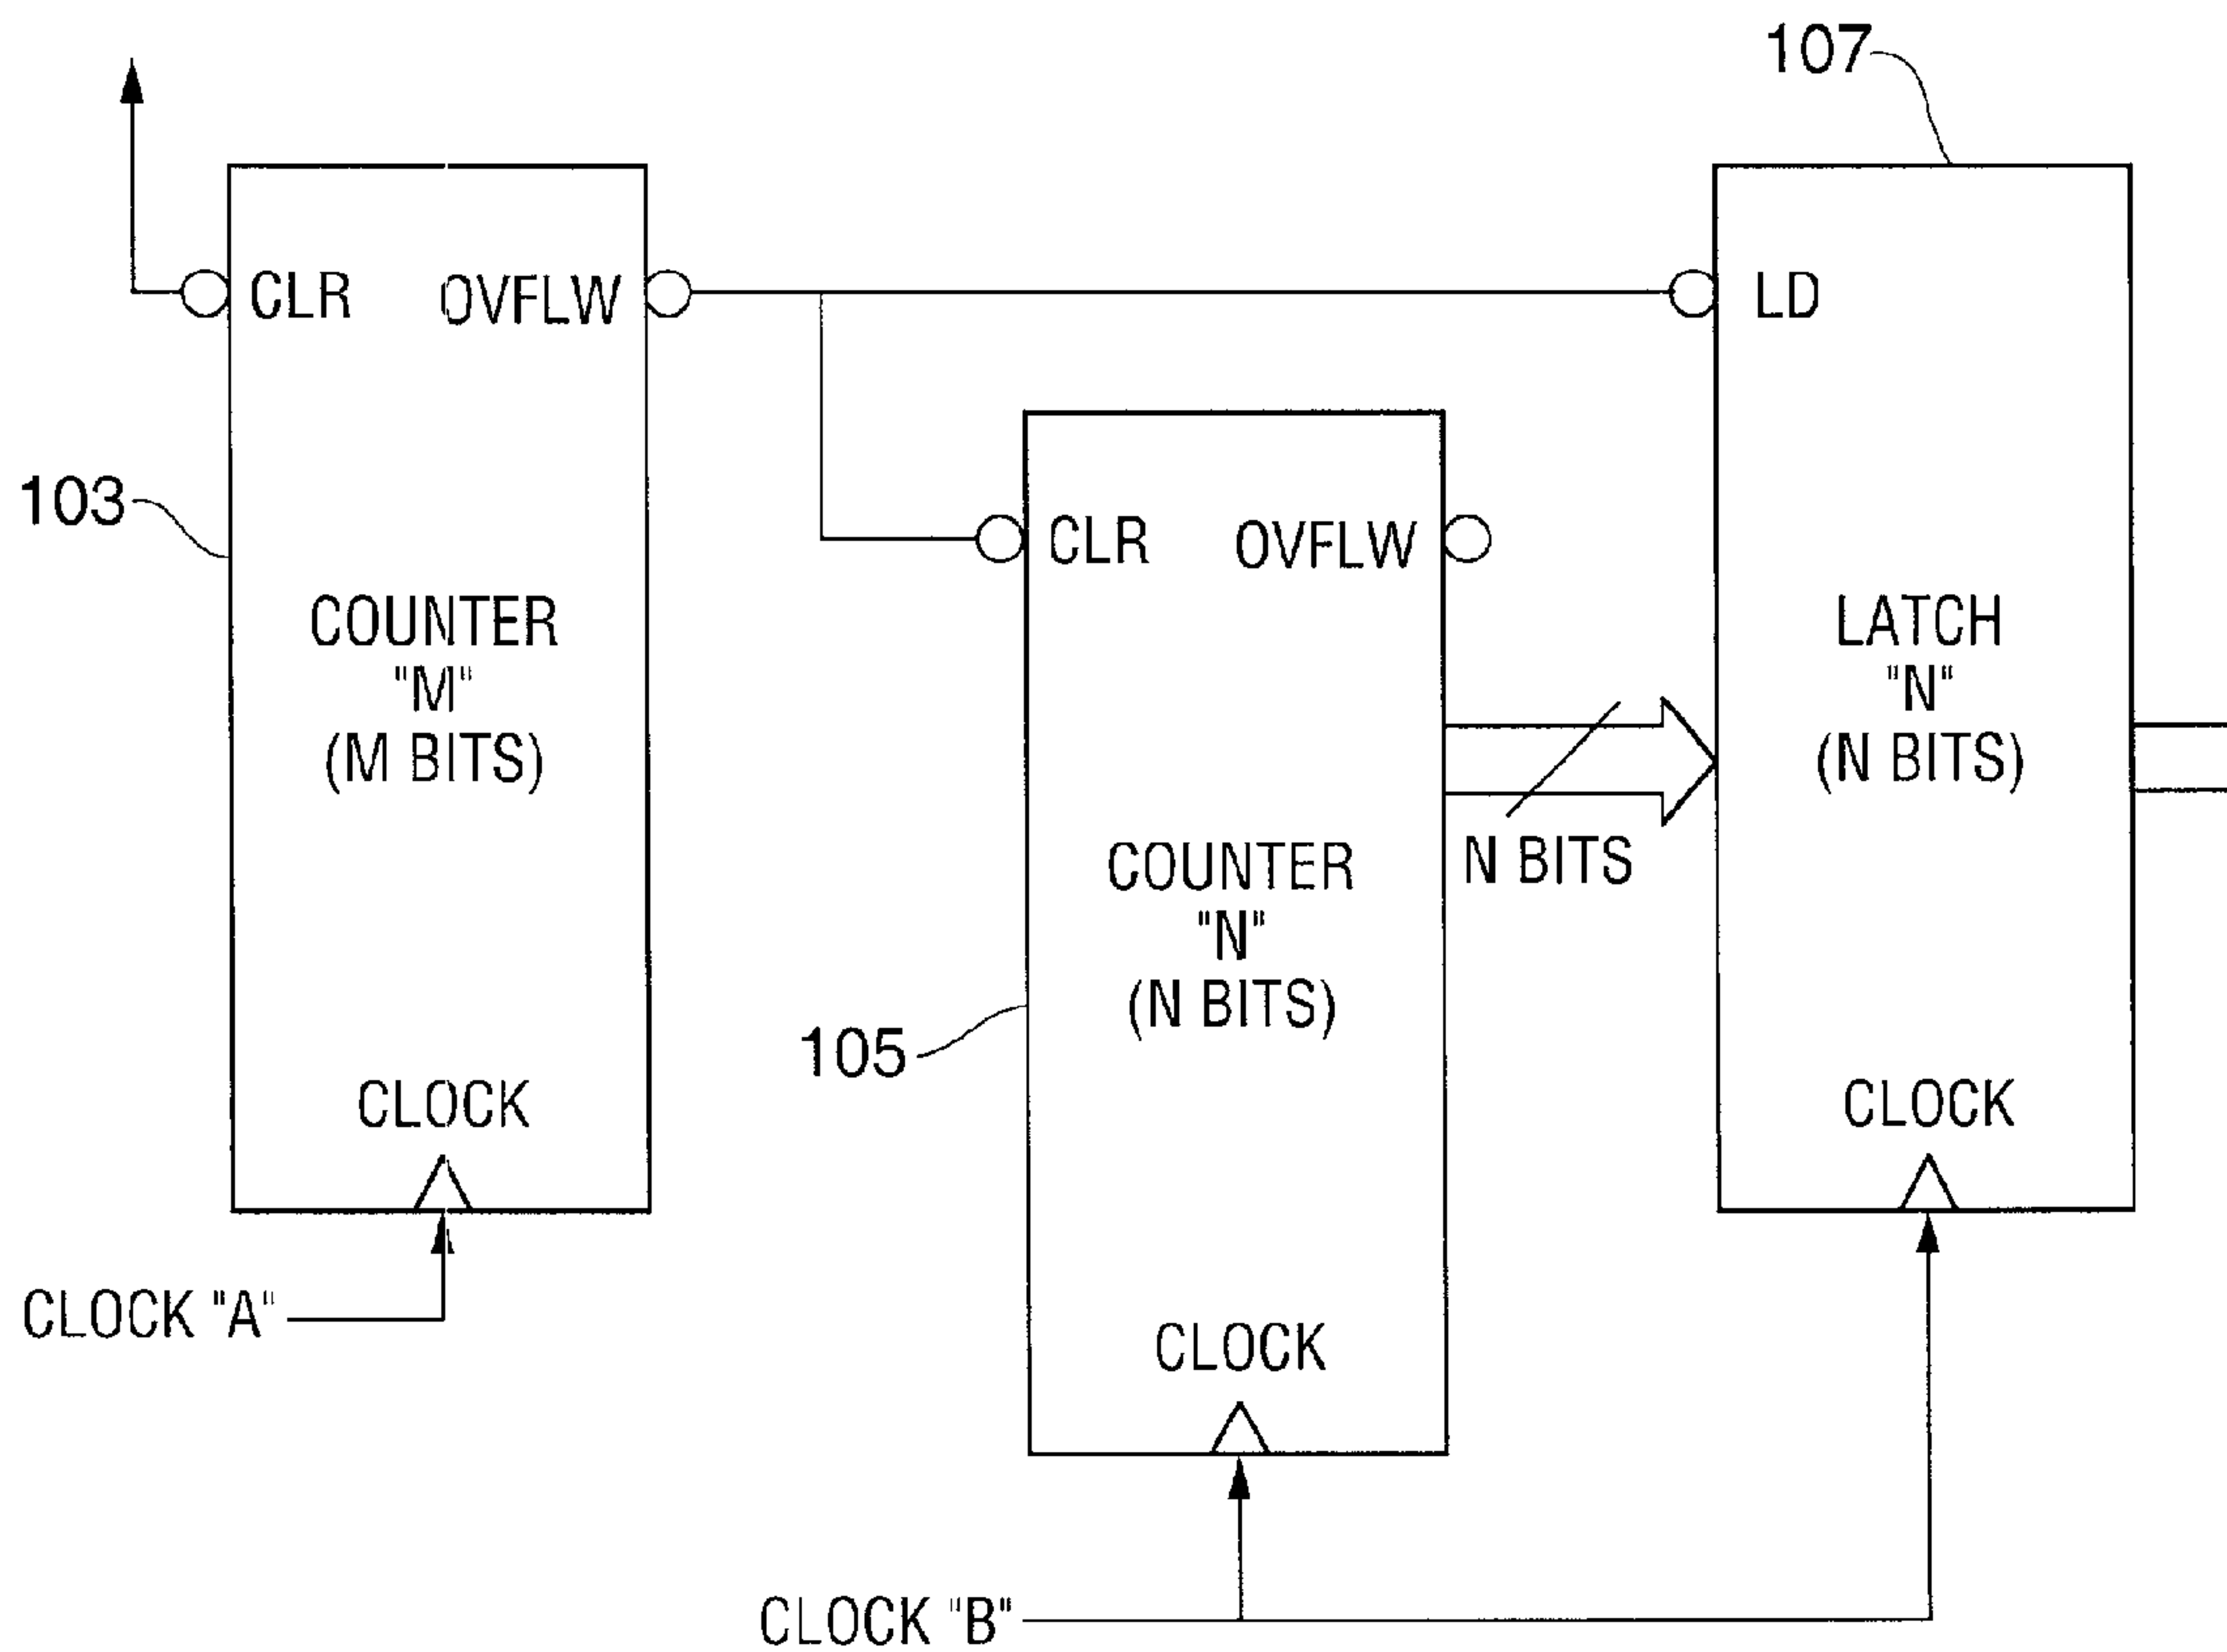 107
CLR OVFLW
LD
103
CLR OVFLW
COUNTER
"M"
(M BITS)
LATCH
"N"
(N BITS)
N BITS
COUNTER
"N"
(N BITS)
105
CLOCK
CLOCK
CLOCK "A"
CLOCK
CLOCK "B"